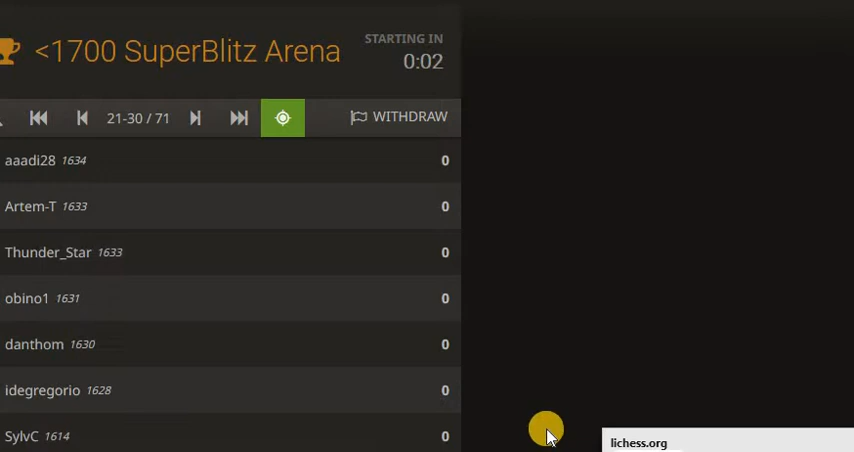 <1700 SuperBlitz Arena
STARTING IN
0:02
21-30 / 71
WITHDRAW
aaadi28 1634 0
Artem-T 1633 0
Thunder_Star 1633 0
obino1 1631 0
danthom 1630 0
idegregorio 1628 0
SylvC 1614 0
lichess.org